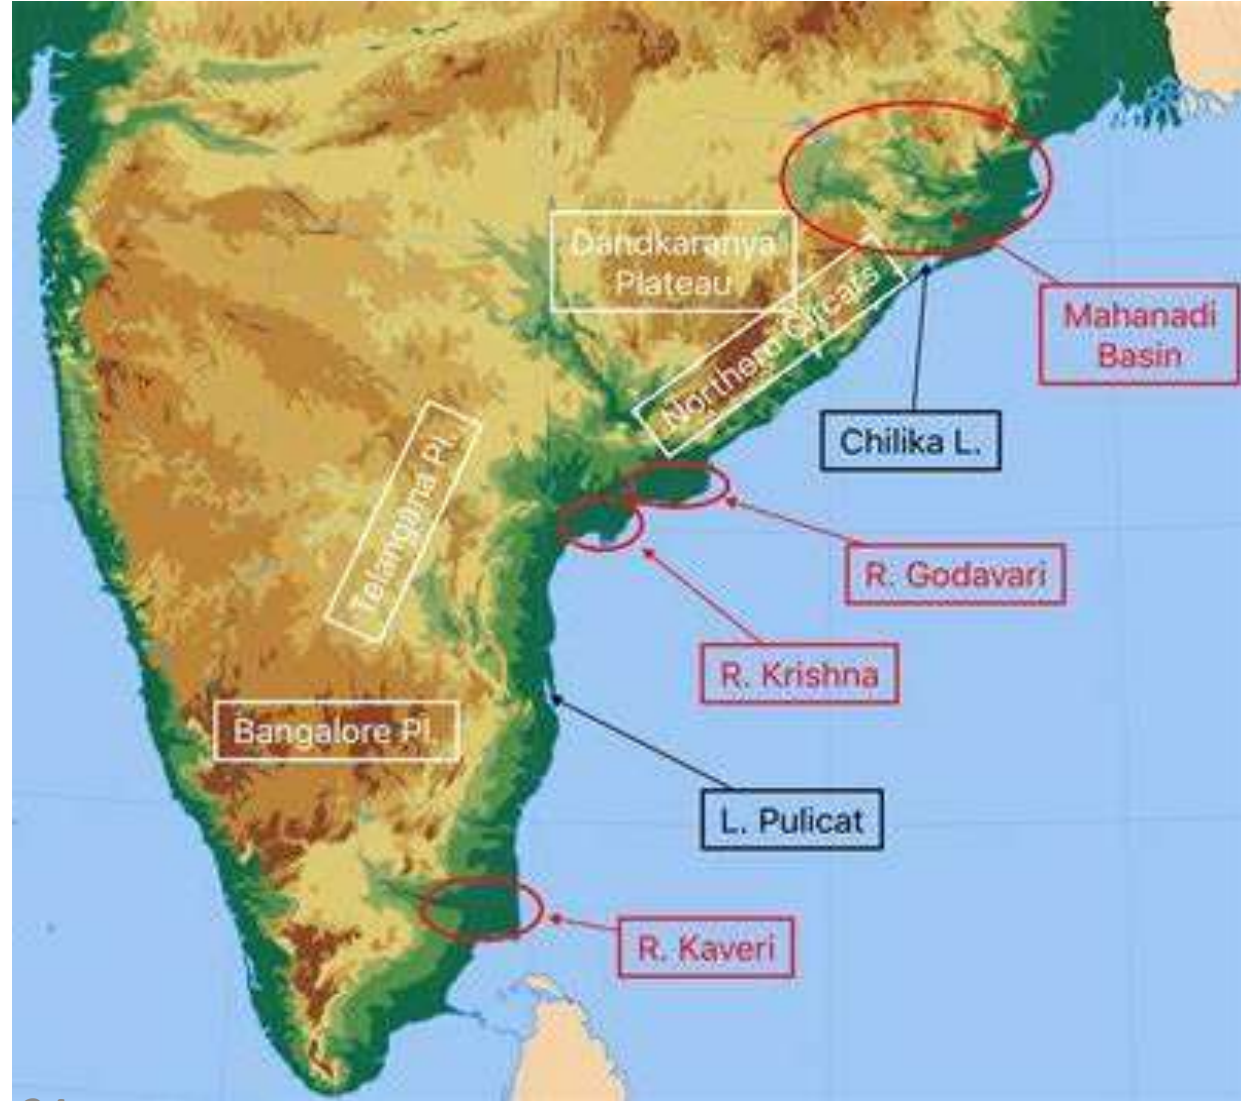 Dandkaranya
Plateau
Northern Circars
Mahanadi
Basin
Chilika L.
Telangana Pl.
R. Godavari
R. Krishna
Bangalore Pl.
L. Pulicat
R. Kaveri